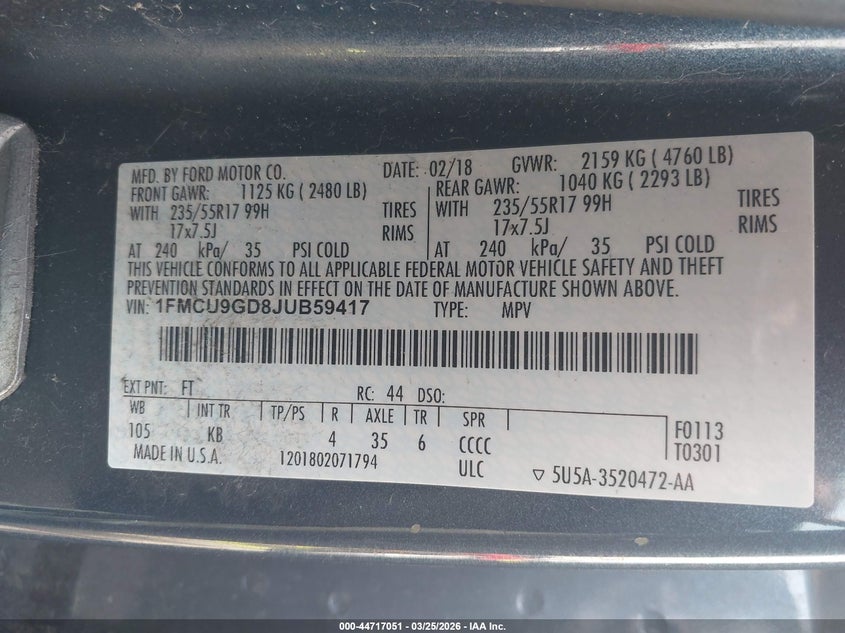 MFD. BY FORD MOTOR CO. DATE: 02/18 GVWR: 2159 KG ( 4760 LB)
FRONT GAWR: 1125 KG ( 2480 LB) REAR GAWR: 1040 KG ( 2293 LB)
WITH 235/55R17 99H TIRES WITH 235/55R17 99H TIRES
17x7.5J RIMS 17x7.5J RIMS
AT 240 kPa/ 35 PSI COLD AT 240 kPa/ 35 PSI COLD
THIS VEHICLE CONFORMS TO ALL APPLICABLE FEDERAL MOTOR VEHICLE SAFETY AND THEFT
PREVENTION STANDARDS IN EFFECT ON THE DATE OF MANUFACTURE SHOWN ABOVE.
VIN: 1FMCU9GD8JUB59417 TYPE: MPV
EXT PNT: FT RC: 44 DSO:
WB INT TR TP/PS R AXLE TR SPR
105 KB 4 35 6 CCCC F0113
T0301
MADE IN U.S.A. 1201802071794 ULC ▽ 5U5A-3520472-AA
000-44717051 — 03/25/2026 — IAA Inc.